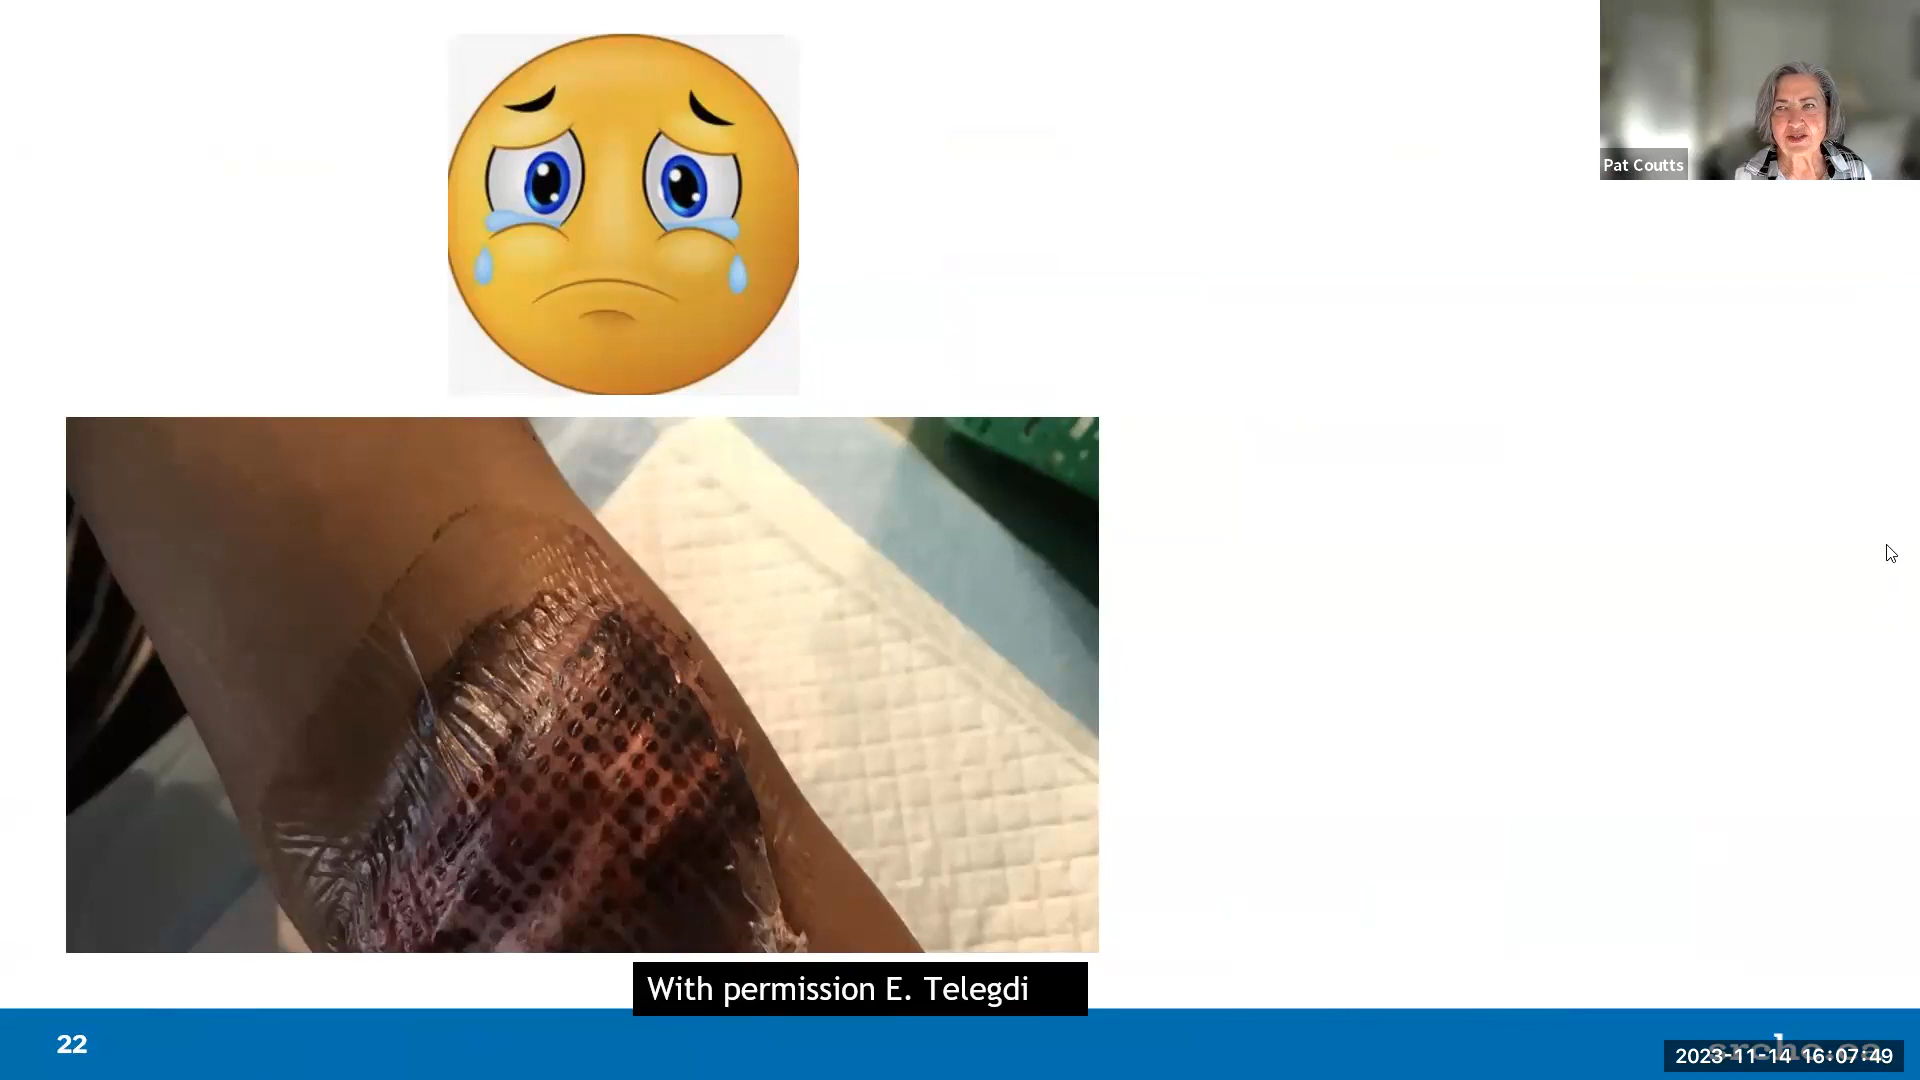 Pat Coutts
With permission E. Telegdi
22
2023-11-14 16:07:49